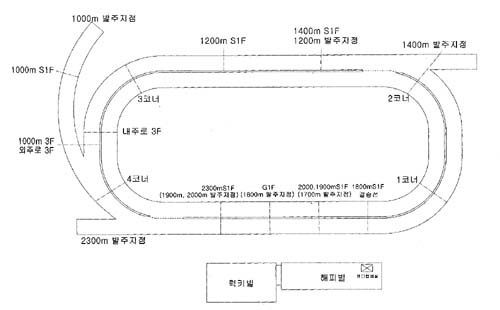 1000m 발주지점
1200m S1F
1400m S1F
1200m 발주지점
1400m 발주지점
1000m S1F
3코너
2코너
1000m 3F
외주로 3F
내주로 3F
4코너
1코너
2300mS1F
(1900m, 2000m 발주지점)
G1F
(1800m 발주지점)
2000,1900mS1F
(1700m 발주지점)
1800mS1F
결승선
2300m 발주지점
럭키빌
해피빌